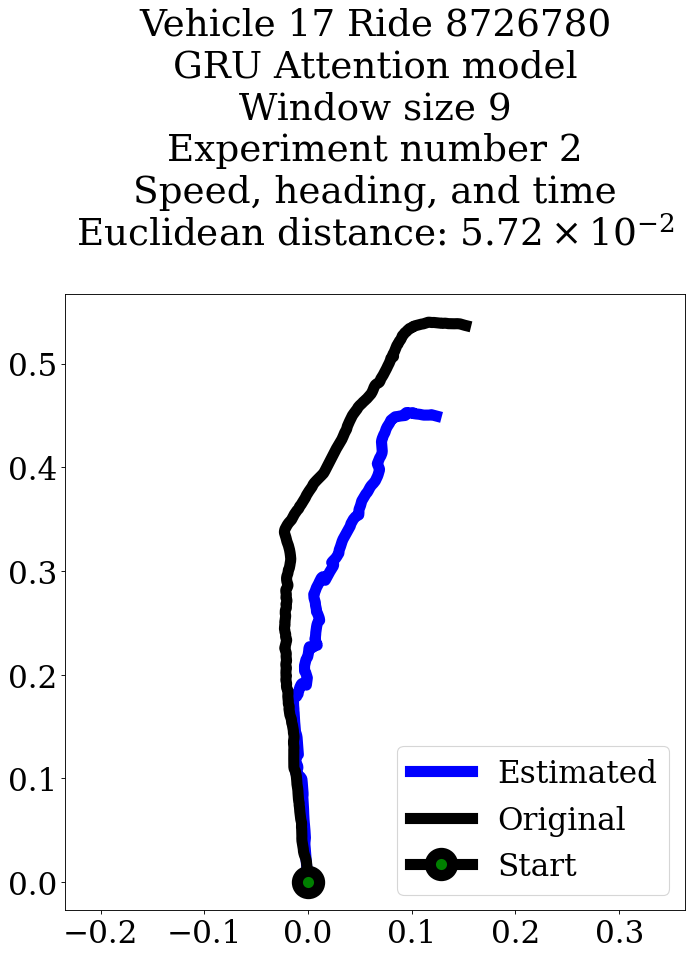 Vehicle 17 Ride 8726780
GRU Attention model
Window size 9
Experiment number 2
Speed, heading, and time
Euclidean distance: 5.72 × 10⁻²
0.5
0.4
0.3
0.2
0.1
0.0
Estimated
Original
Start
−0.2 −0.1 0.0 0.1 0.2 0.3